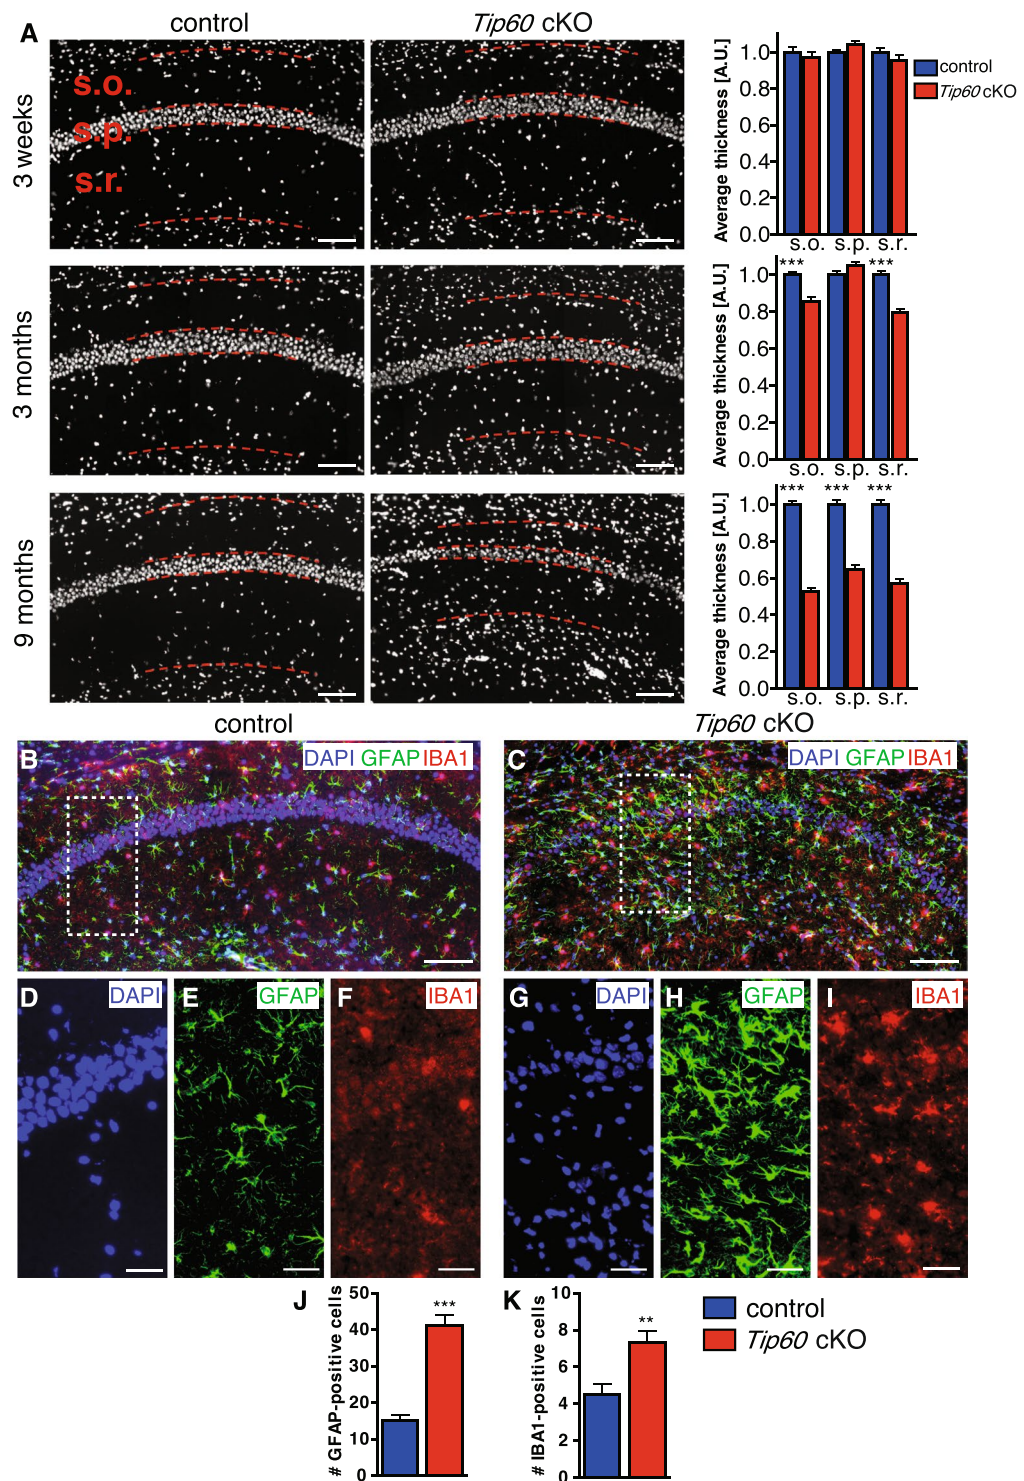 A
control
Tip60 cKO
3 weeks
s.o.
s.p.
s.r.
Average thickness [A.U.]
1.0
0.8
0.6
0.4
0.2
0.0
s.o. s.p. s.r.
control
Tip60 cKO
3 months
Average thickness [A.U.]
1.0
0.8
0.6
0.4
0.2
0.0
*** ***
s.o. s.p. s.r.
9 months
Average thickness [A.U.]
1.0
0.8
0.6
0.4
0.2
0.0
*** *** ***
s.o. s.p. s.r.
control
Tip60 cKO
B
DAPI GFAP IBA1
C
DAPI GFAP IBA1
D
DAPI
E
GFAP
F
IBA1
G
DAPI
H
GFAP
I
IBA1
J
# GFAP-positive cells
50
40
30
20
10
0
***
K
# IBA1-positive cells
10
8
6
4
2
0
**
control
Tip60 cKO